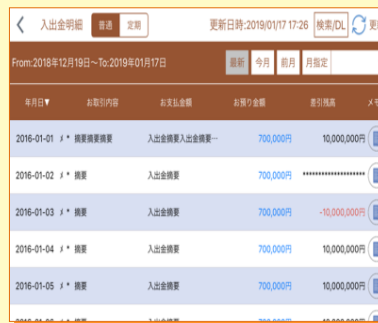 入出金明細 普通 定期 更新日時:2019/01/17 17:26 検索/DL 更
From:2018年12月19日～To:2019年01月17日 最新 今月 前月 月指定
年月日▼ お取引内容 お支払金額 お預り金額 差引残高 メモ
2016-01-01 メ * 摘要摘要摘要 入出金摘要入出金摘要… 700,000円 10,000,000円
2016-01-02 メ * 摘要 入出金摘要 700,000円 *******************
2016-01-03 メ * 摘要 入出金摘要 700,000円 -10,000,000円
2016-01-04 メ * 摘要 入出金摘要 700,000円 10,000,000円
2016-01-05 メ * 摘要 入出金摘要 700,000円 10,000,000円